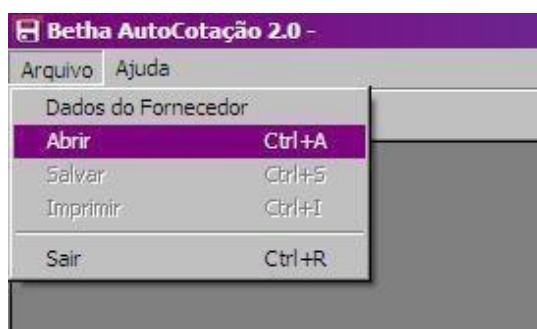 Betha AutoCotação 2.0 -
Arquivo Ajuda
Dados do Fornecedor
Abrir Ctrl+A
Salvar Ctrl+S
Imprimir Ctrl+I
Sair Ctrl+R